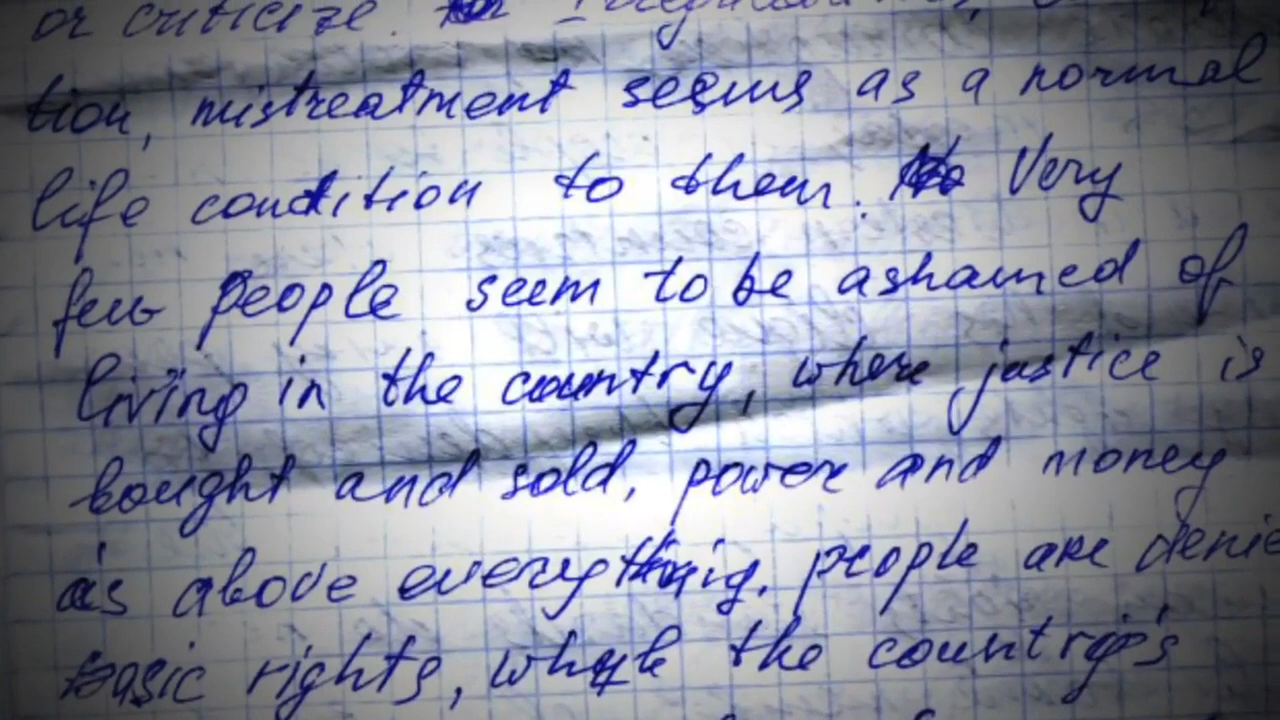 or criticize.
tion, mistreatment seems as a normal
life condition to them. Very
few people seem to be ashamed of
living in the country, where justice is
bought and sold, power and money
is above everything, people are denie
basic rights, while the country's